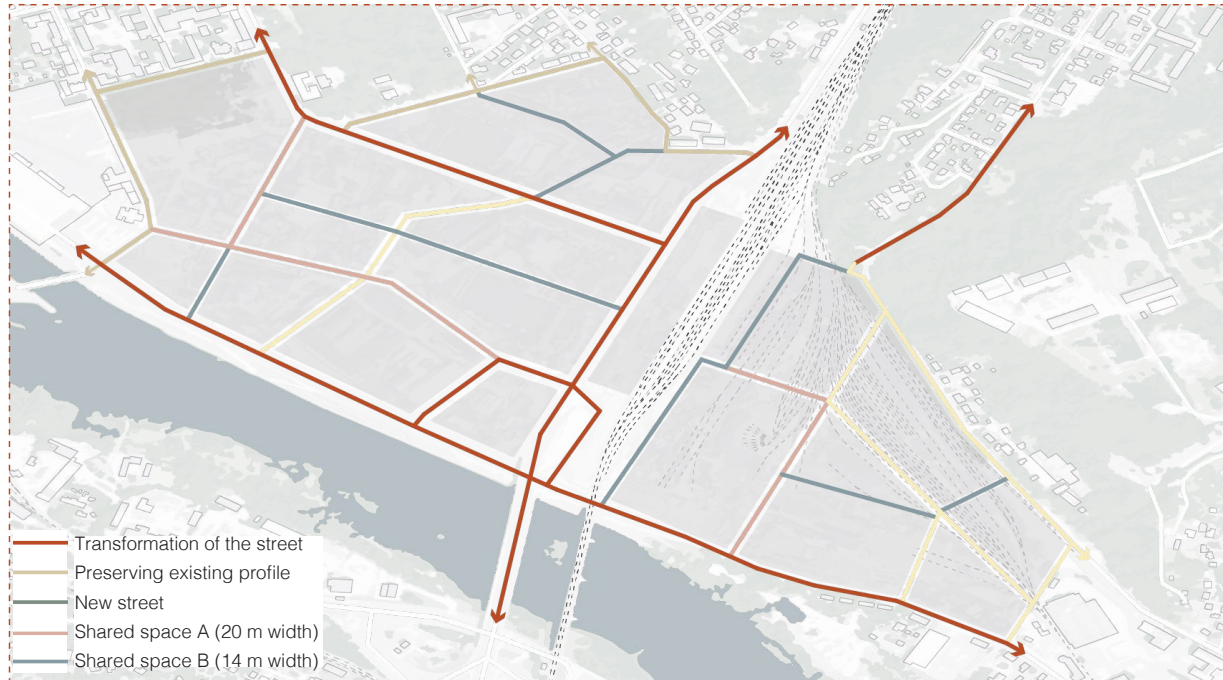 Transformation of the street
Preserving existing profile
New street
Shared space A (20 m width)
Shared space B (14 m width)